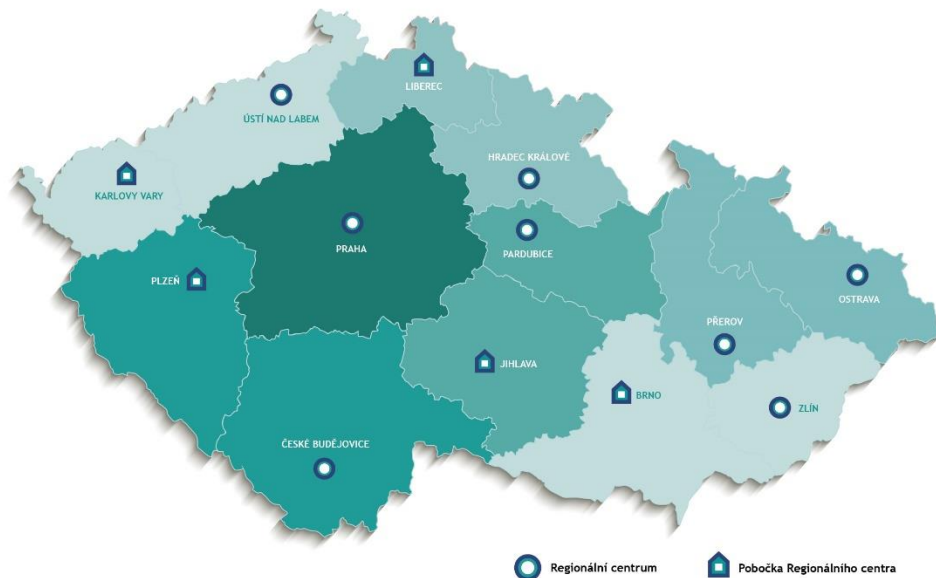 LIBEREC
ÚSTÍ NAD LABEM
HRADEC KRÁLOVÉ
KARLOVY VARY
PRAHA
PARDUBICE
PLZEŇ
OSTRAVA
PŘEROV
JIHLAVA
BRNO
ZLÍN
ČESKÉ BUDĚJOVICE
Regionální centrum
Pobočka Regionálního centra